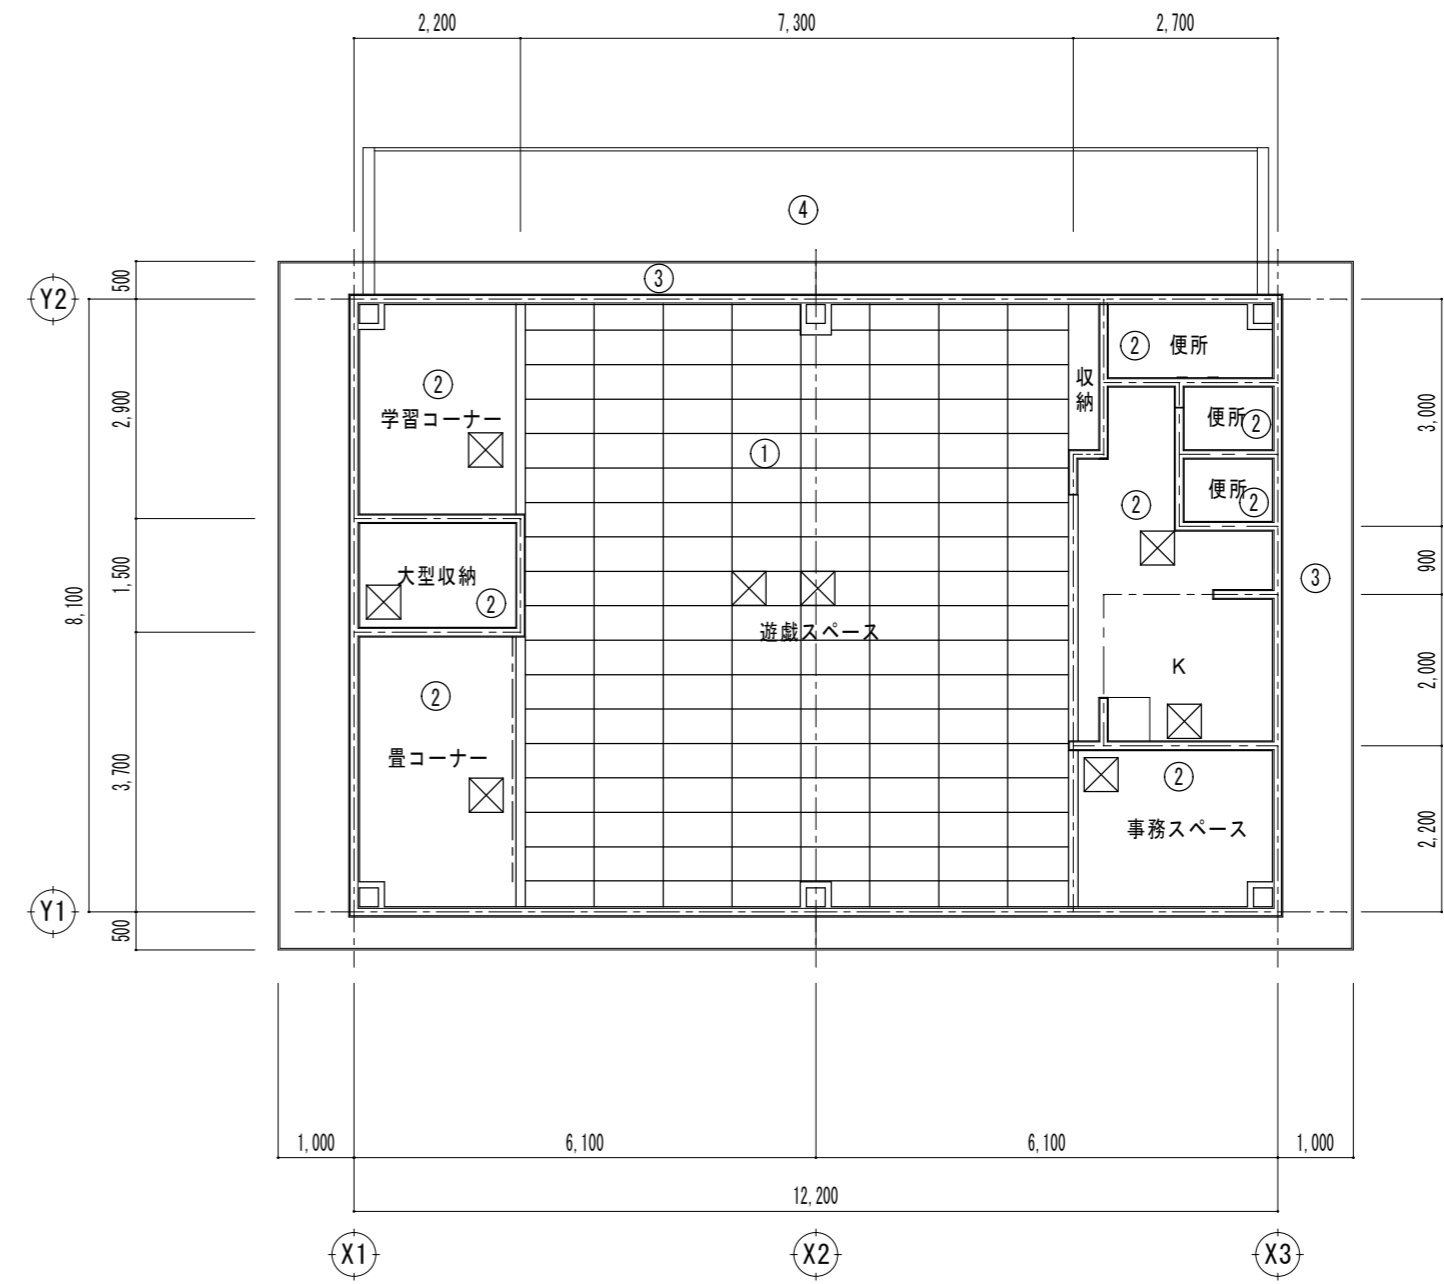 2,200
7,300
2,700
④
500
③
Y2
② 便所
②
収納
学習コーナー
2,900
①
便所②
3,000
便所②
②
大型収納
②
1,500
8,100
900
③
遊戯スペース
K
2,000
②
畳コーナー
3,700
②
事務スペース
2,200
Y1
500
1,000
6,100
6,100
1,000
12,200
X1
X2
X3